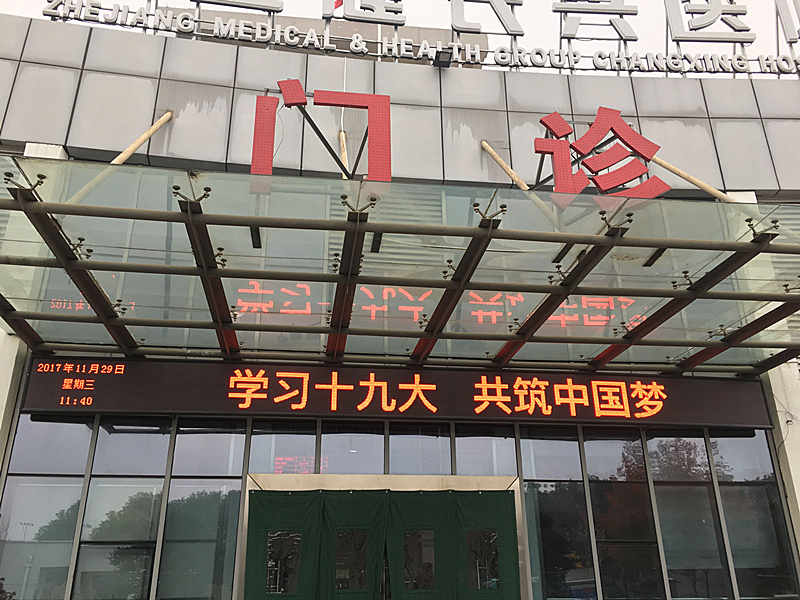 ZHEJIANG MEDICAL & HEALTH GROUP CHANGXING HOS
门诊
2017年11月29日
星期三
11:40
学习十九大 共筑中国梦